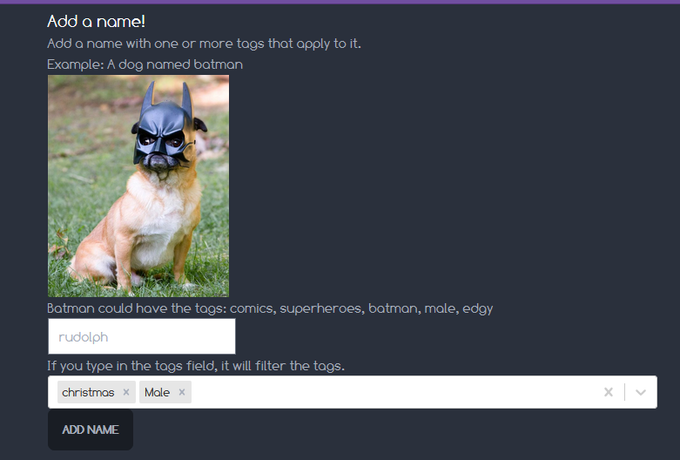 Add a name!
Add a name with one or more tags that apply to it.
Example: A dog named batman
Batman could have the tags: comics, superheroes, batman, male, edgy
rudolph
If you type in the tags field, it will filter the tags.
christmas × Male ×
ADD NAME